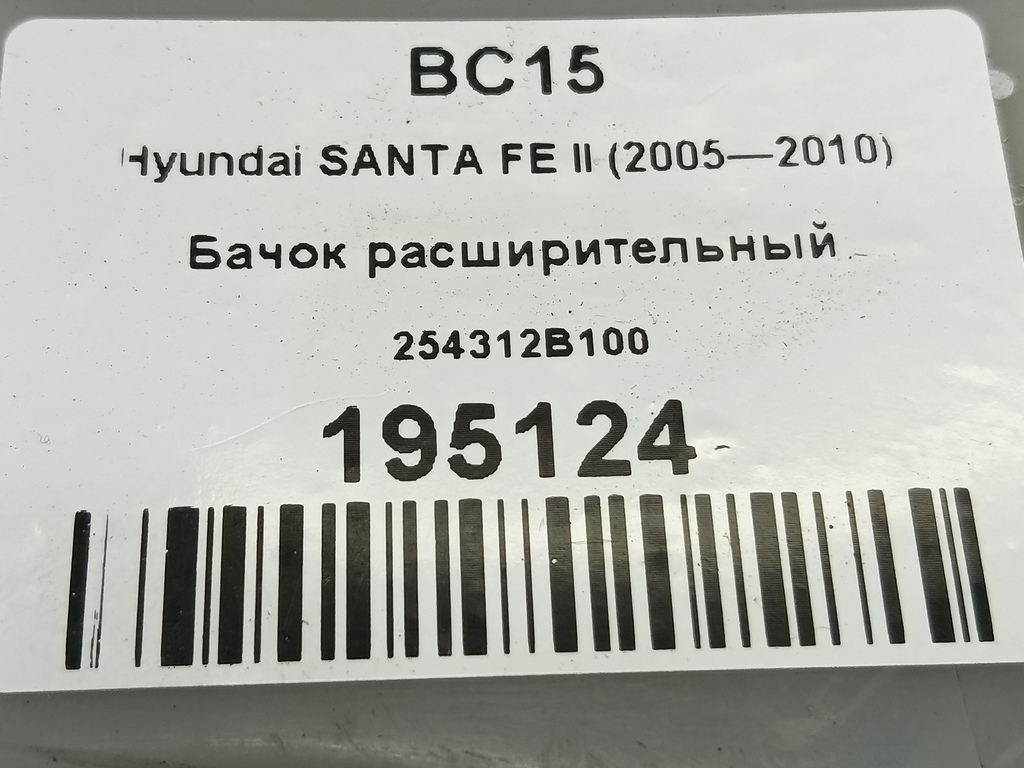 BC15
Hyundai SANTA FE II (2005—2010)
Бачок расширительный
254312B100
195124